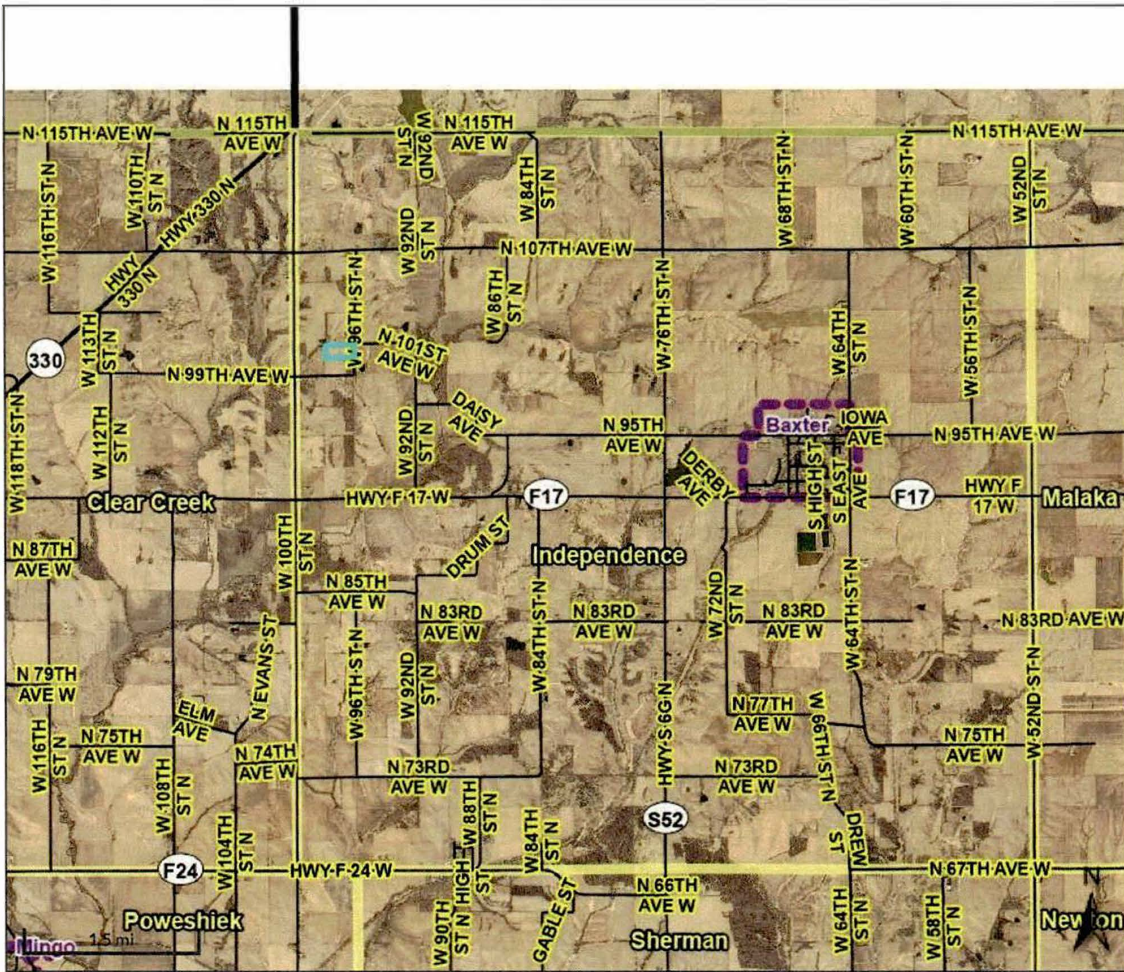 N 115TH AVE W
N 115TH
AVE W
W 92ND
ST N
N 115TH
AVE W
N 115TH AVE W
W 116TH ST N
W 110TH
ST N
HWY 330 N
W 92ND
ST N
W 84TH
ST N
W 68TH ST N
W 60TH ST N
W 52ND
ST N
N 107TH AVE W
HWY
330 N
W 96TH ST N
W 86TH
ST N
W 76TH ST N
W 64TH
ST N
W 56TH ST N
330
W 113TH
ST N
N 101ST
AVE W
N 99TH AVE W
W 118TH ST N
W 112TH
ST N
W 92ND
ST N
DAISY
AVE
N 95TH
AVE W
Baxter
IOWA
AVE
N 95TH AVE W
DERBY
AVE
S HIGH ST
S EAST
AVE
Clear Creek
HWY F 17 W
F17
F17
HWY F
17 W
Malaka
N 87TH
AVE W
W 100TH
ST N
DRUM ST
Independence
N 85TH
AVE W
N 83RD
AVE W
W 84TH ST N
N 83RD
AVE W
W 72ND
ST N
N 83RD
AVE W
W 64TH ST N
N 83RD AVE W
N 79TH
AVE W
N EVANS ST
W 96TH ST N
W 92ND
ST N
HWY S 6G N
W 52ND ST N
ELM
AVE
N 77TH
AVE W
W 66TH ST N
W 116TH
ST N
N 75TH
AVE W
N 74TH
AVE W
N 75TH
AVE W
W 108TH
ST N
N 73RD
AVE W
N 73RD
AVE W
W 88TH
ST N
S52
W 104TH
ST N
W 84TH
ST N
DREW
ST
F24
HWY F 24 W
N 67TH AVE W
N
W 90TH
ST N
HIGH
ST
GABLE ST
N 66TH
AVE W
W 64TH
ST N
W 58TH
ST N
Poweshiek
Sherman
Newton
Mingo
1.5 mi